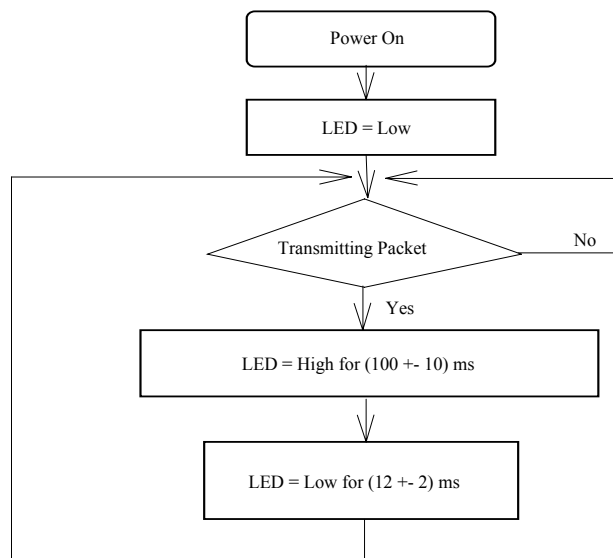 Power On
LED = Low
Transmitting Packet
No
Yes
LED = High for (100 +- 10) ms
LED = Low for (12 +- 2) ms